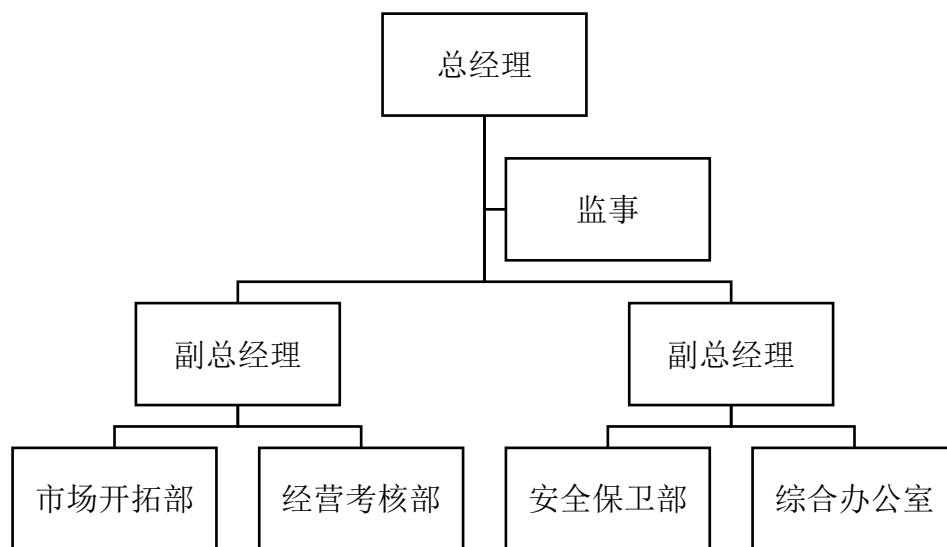 总经理
监事
副总经理
副总经理
市场开拓部
经营考核部
安全保卫部
综合办公室